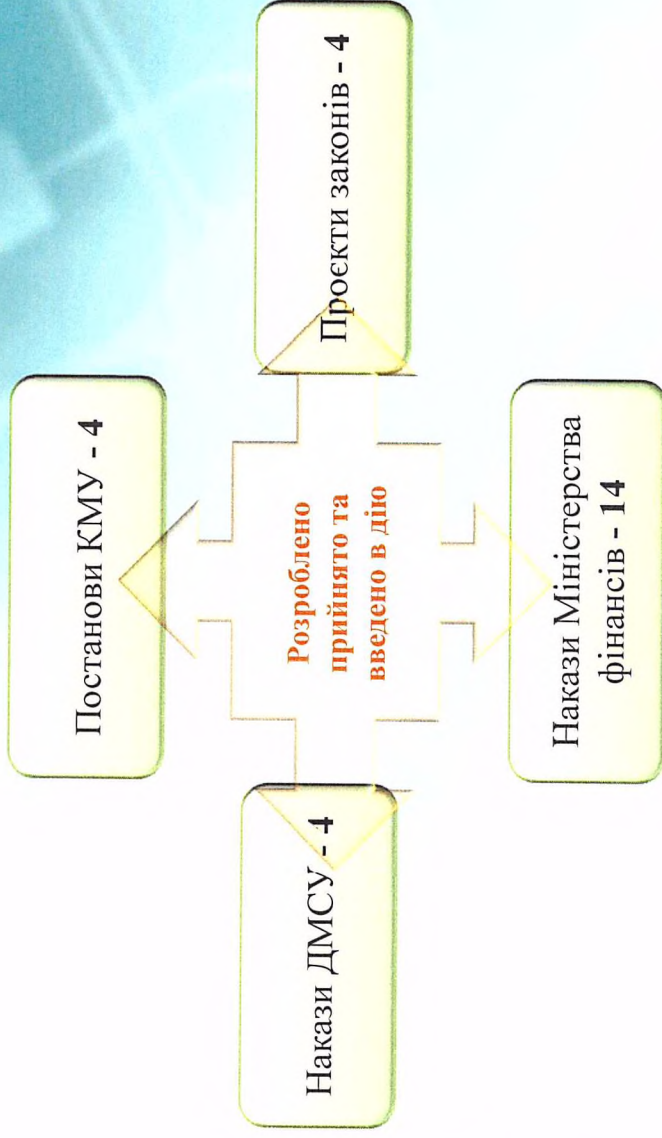 Постанови КМУ - 4
Накази ДМСУ - 4
Розроблено
прийнято та
введено в дію
Проєкти законів - 4
Накази Міністерства
фінансів - 14